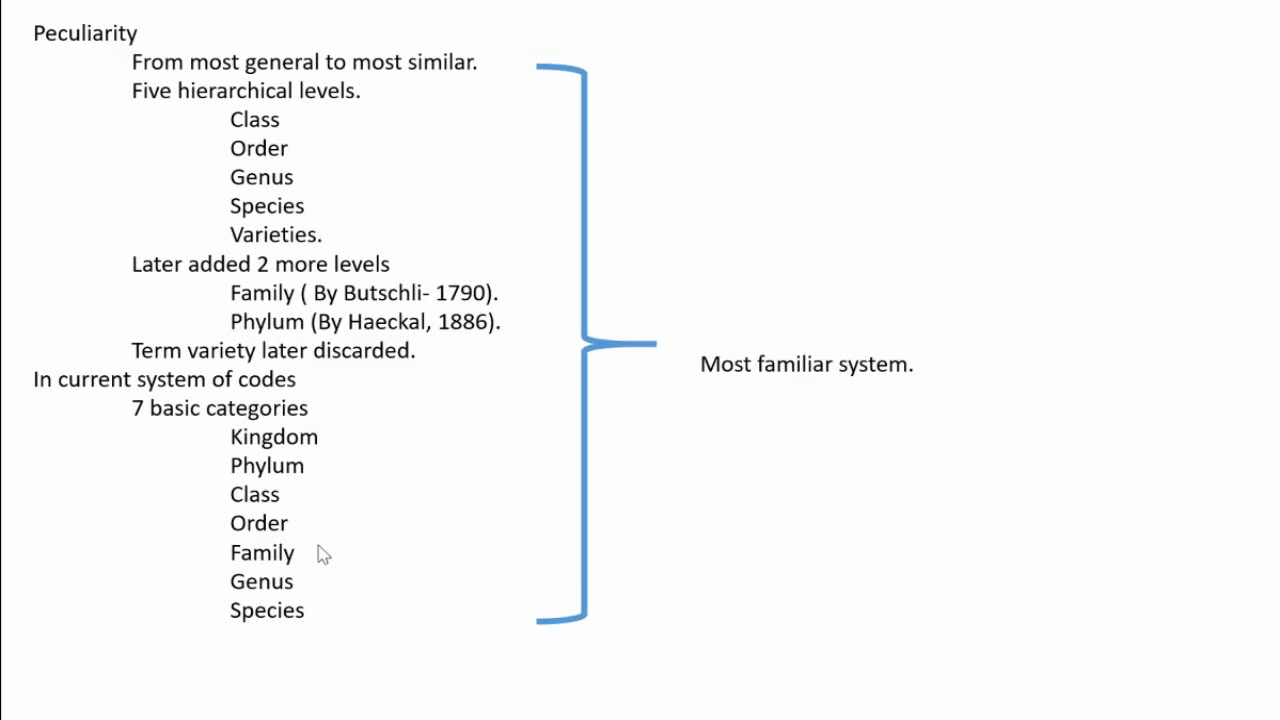 Peculiarity
From most general to most similar.
Five hierarchical levels.
Class
Order
Genus
Species
Varieties.
Later added 2 more levels
Family ( By Butschli- 1790).
Phylum (By Haeckal, 1886).
Term variety later discarded.
In current system of codes
7 basic categories
Kingdom
Phylum
Class
Order
Family
Genus
Species
Most familiar system.